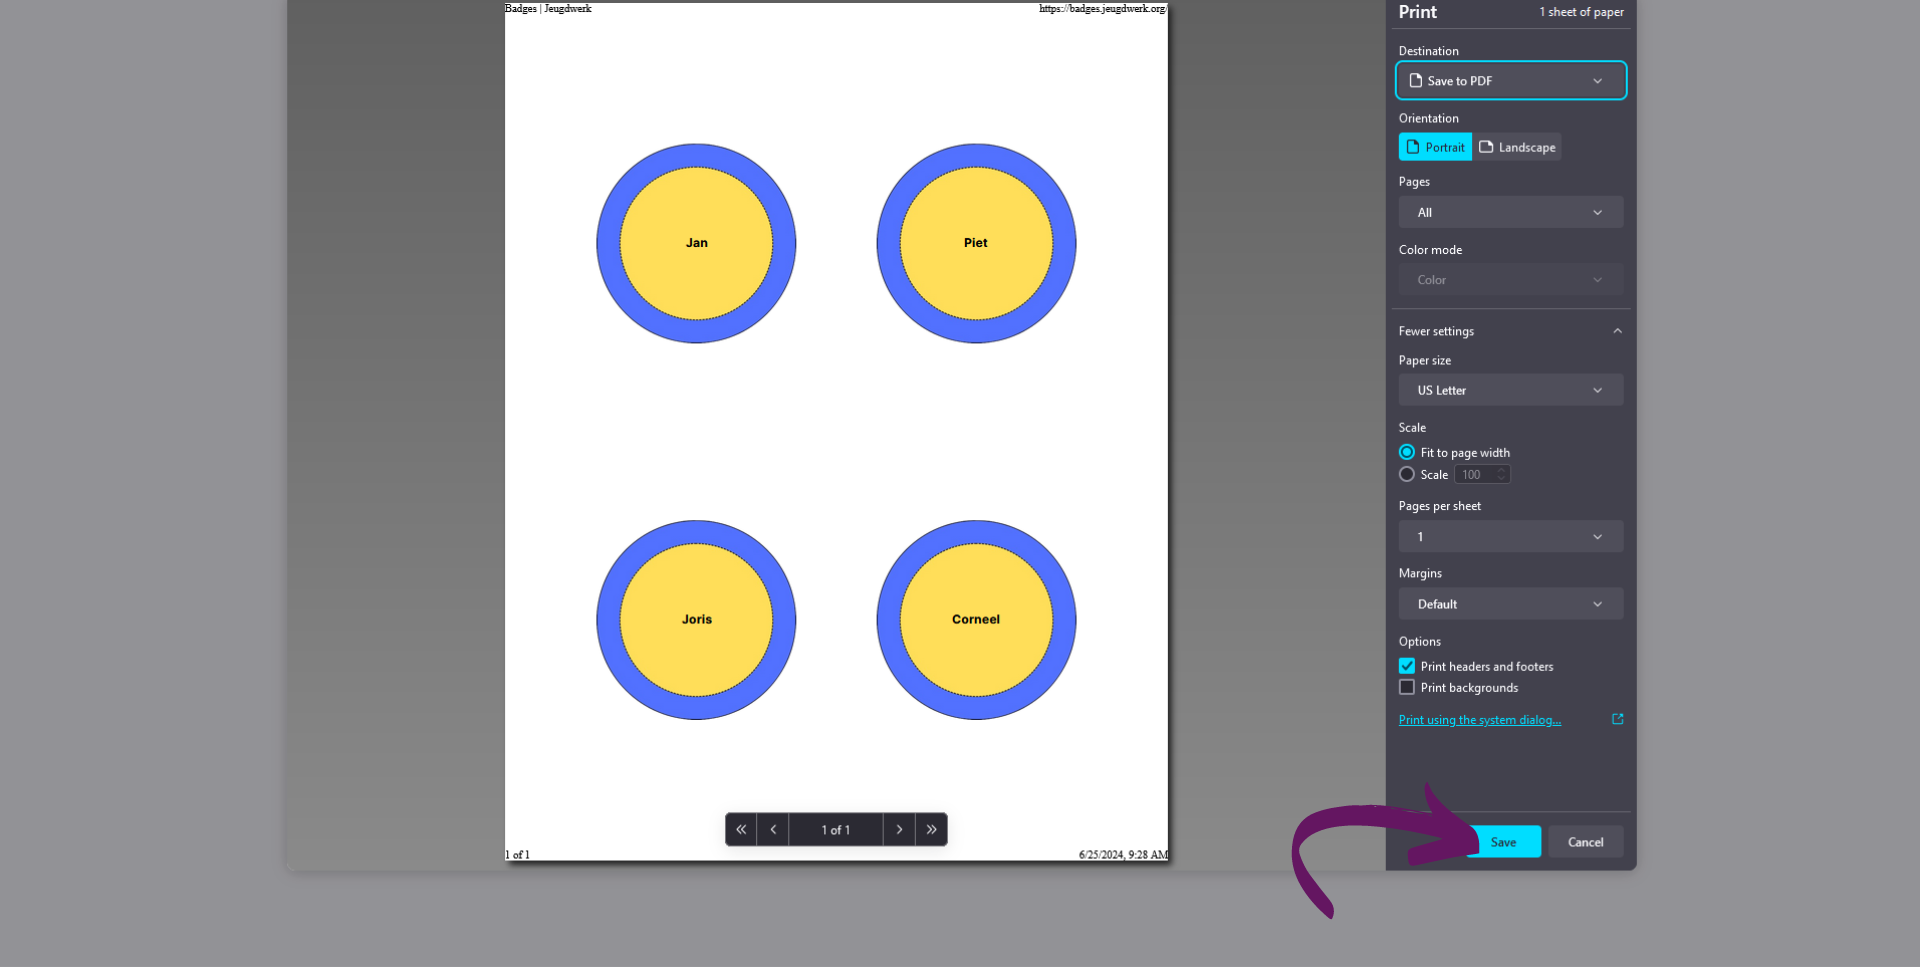 Badges | Jeugdwerk
https://badges.jeugdwerk.org/
Jan
Piet
Joris
Corneel
1 of 1
1 of 1
6/25/2024, 9:28 AM
Print
1 sheet of paper
Destination
Save to PDF
Orientation
Portrait
Landscape
Pages
All
Color mode
Color
Fewer settings
Paper size
US Letter
Scale
Fit to page width
Scale 100
Pages per sheet
1
Margins
Default
Options
Print headers and footers
Print backgrounds
Print using the system dialog...
Save
Cancel